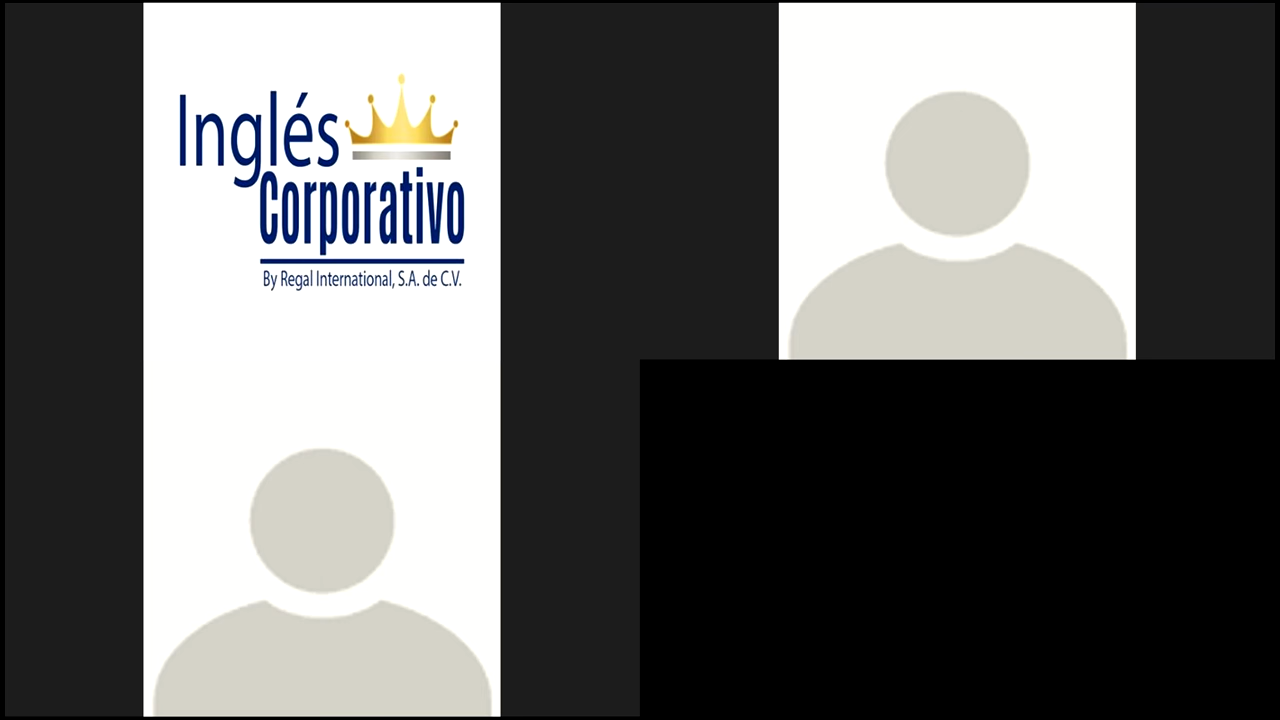 Inglés
Corporativo
By Regal International, S.A. de C.V.